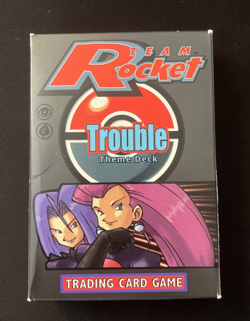 TEAM
Rocket
Trouble
Theme Deck
TRADING CARD GAME